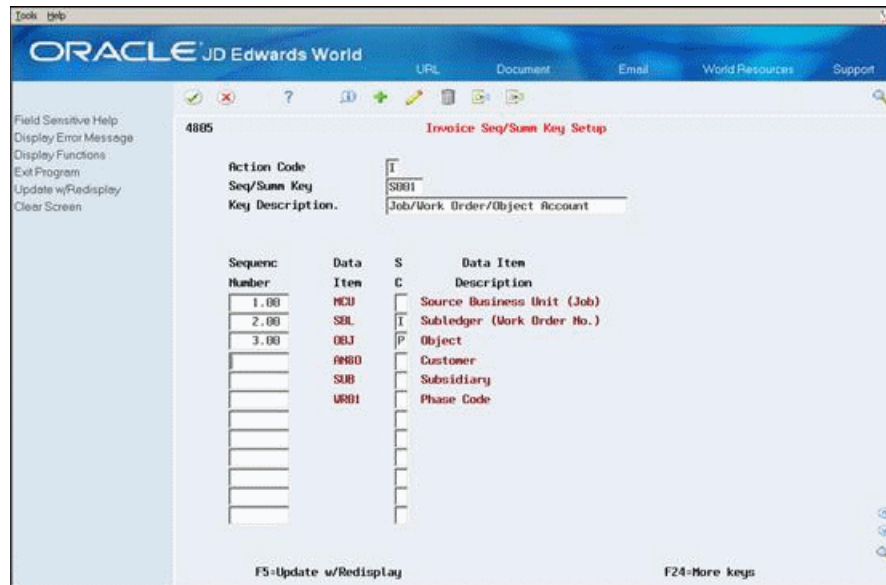 Tools Help
ORACLE JD Edwards World
URL Document Email World Resources Support
Field Sensitive Help
Display Error Message
Display Functions
Exit Program
Update w/Redisplay
Clear Screen
4805 Invoice Seq/Summ Key Setup
Action Code I
Seq/Summ Key S001
Key Description. Job/Work Order/Object Account
Sequenc Data S Data Item
Number Item C Description
1.00 MCU Source Business Unit (Job)
2.00 SBL I Subledger (Work Order No.)
3.00 OBJ P Object
AN8O Customer
SUB Subsidiary
WR01 Phase Code
F5=Update w/Redisplay F24=More keys